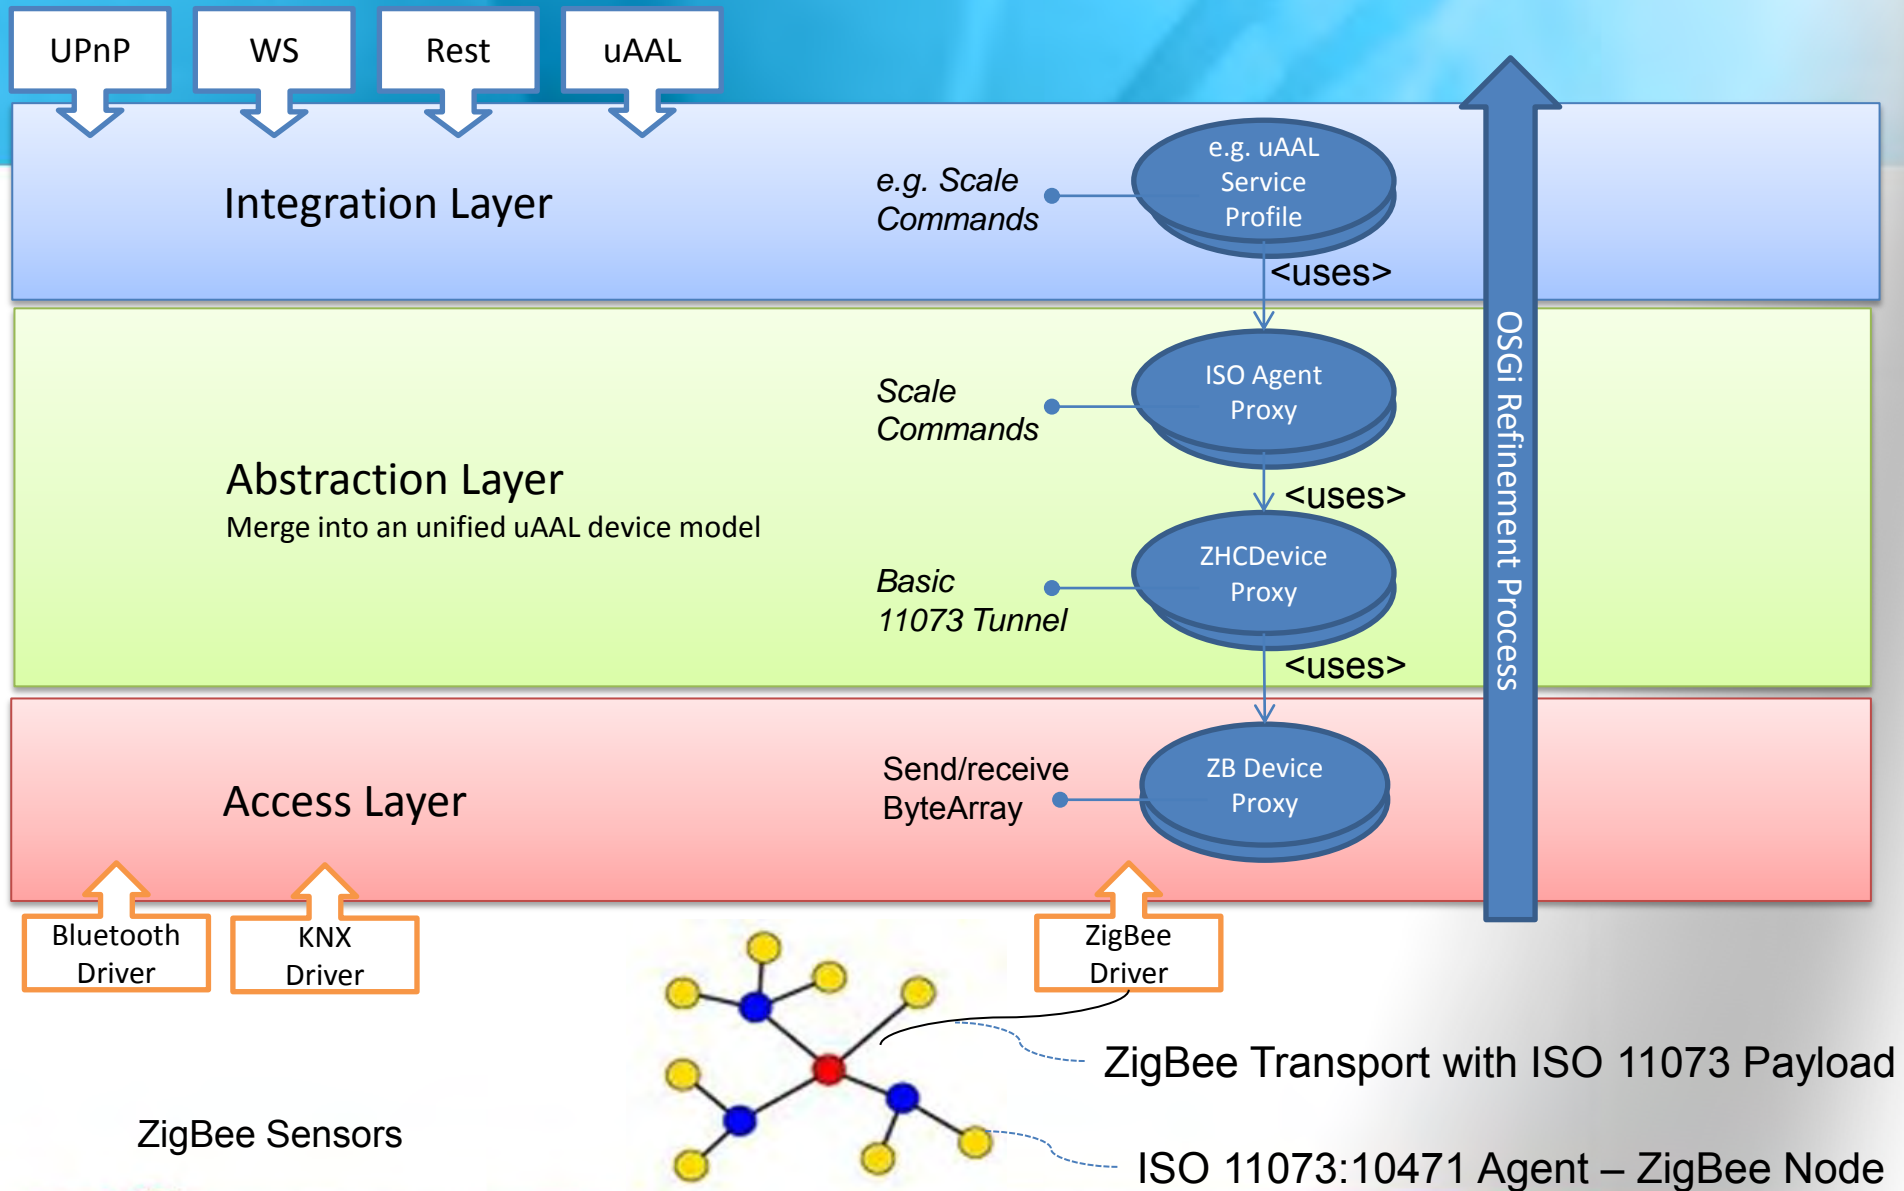 UPnP
WS
Rest
uAAL
Integration Layer
e.g. Scale
Commands
e.g. uAAL
Service
Profile
<uses>
Abstraction Layer
Merge into an unified uAAL device model
Scale
Commands
ISO Agent
Proxy
<uses>
Basic
11073 Tunnel
ZHCDevice
Proxy
<uses>
OSGi Refinement Process
Access Layer
Send/receive
ByteArray
ZB Device
Proxy
Bluetooth
Driver
KNX
Driver
ZigBee
Driver
ZigBee Transport with ISO 11073 Payload
ZigBee Sensors
ISO 11073:10471 Agent – ZigBee Node